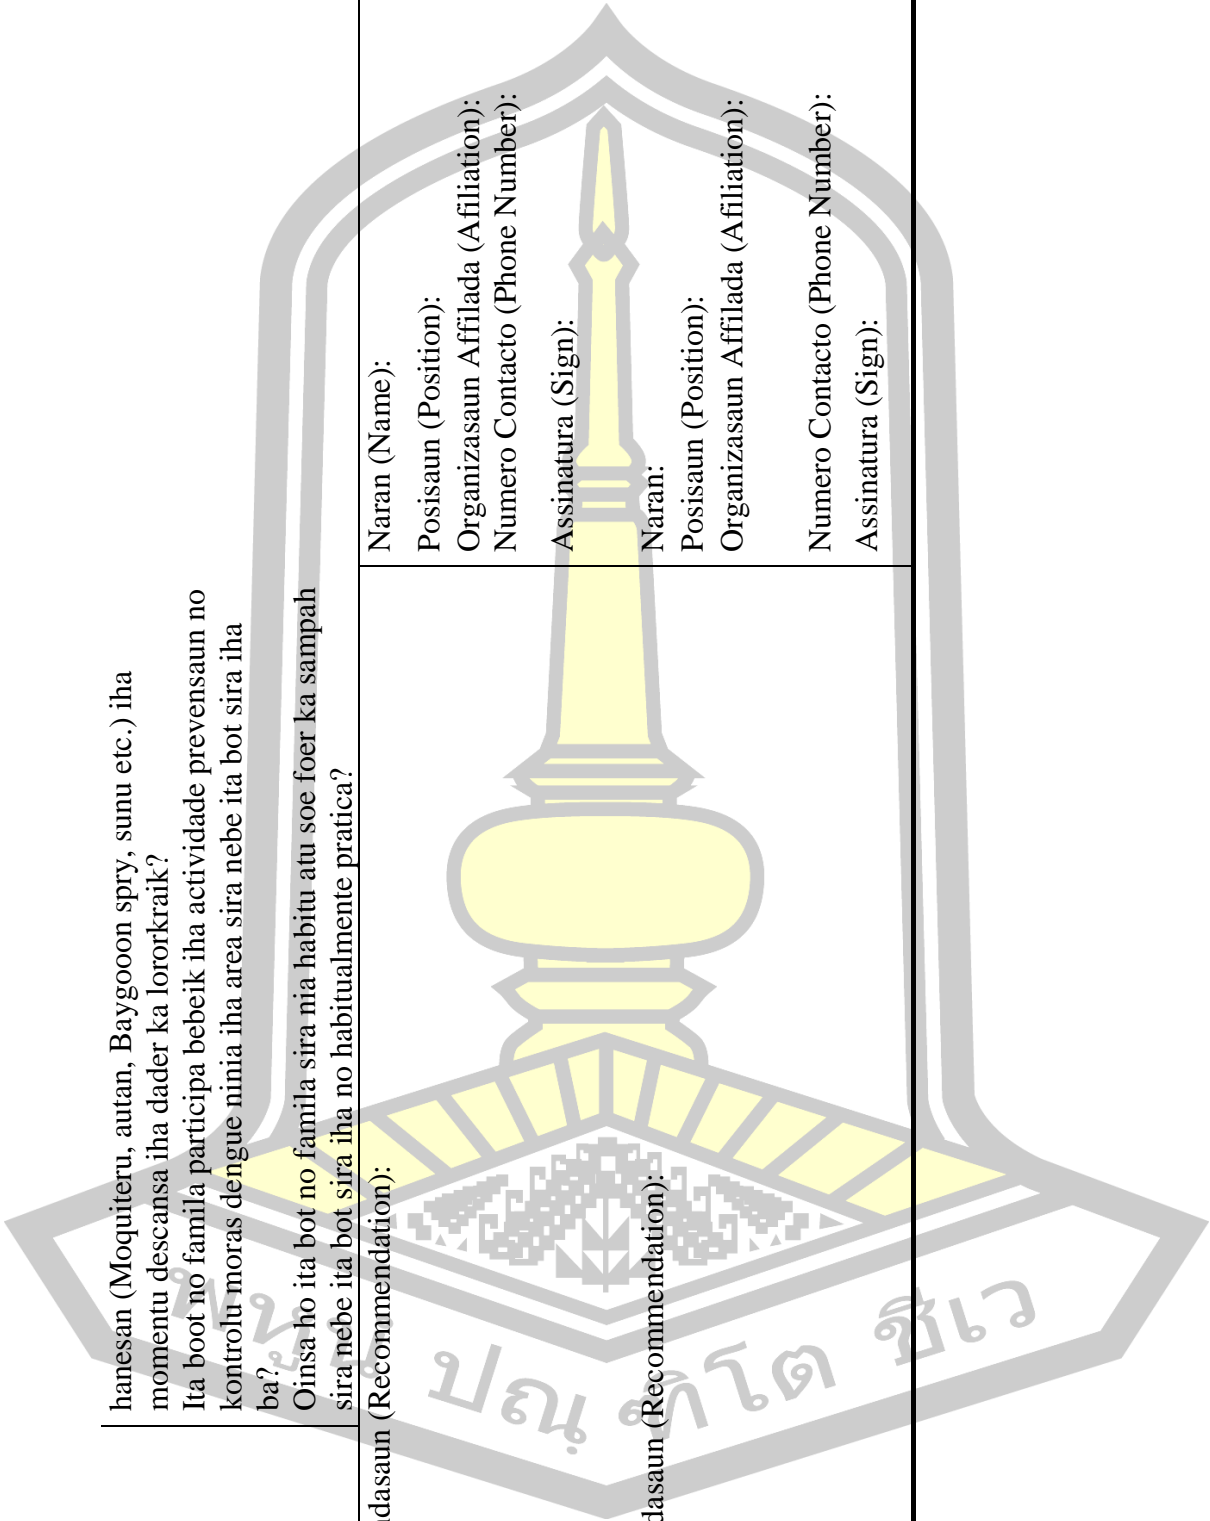 hanesan (Moquiteru, autan, Baygooon spry, sunu etc.) iha
momentu descansa iha dader ka lororkraik?
Ita boot no famila participa bebeik iha actividade prevensaun no
kontrolu moras dengue ninia iha area sira nebe ita bot sira iha
ba?
Oinsa ho ita bot no famila sira nia habitu atu soe foer ka sampah
sira nebe ita bot sira iha no habitualmente pratica?
ndasaun (Recommendation):
Naran (Name):
Posisaun (Position):
Organizasaun Affilada (Afiliation):
Numero Contacto (Phone Number):
Assinatura (Sign):
dasaun (Recommendation):
Naran:
Posisaun (Position):
Organizasaun Affilada (Afiliation):
Numero Contacto (Phone Number):
Assinatura (Sign):
พหูนํ ปณฺฑิโต ชีเว